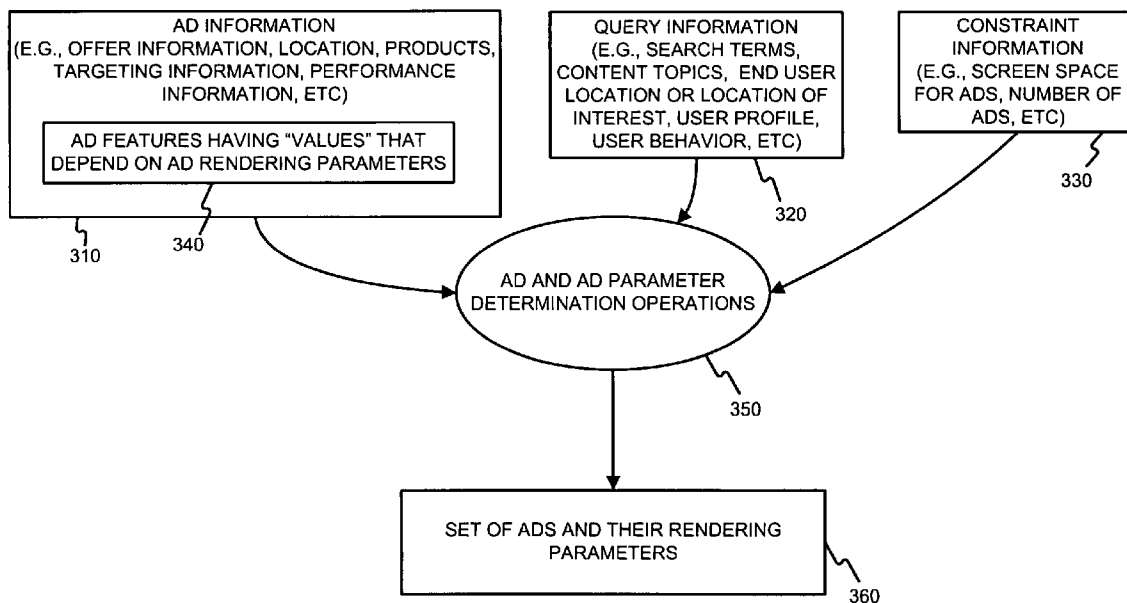 AD INFORMATION
(E.G., OFFER INFORMATION, LOCATION, PRODUCTS,
TARGETING INFORMATION, PERFORMANCE
INFORMATION, ETC)
AD FEATURES HAVING "VALUES" THAT
DEPEND ON AD RENDERING PARAMETERS
310
340
QUERY INFORMATION
(E.G., SEARCH TERMS,
CONTENT TOPICS, END USER
LOCATION OR LOCATION OF
INTEREST, USER PROFILE,
USER BEHAVIOR, ETC)
320
CONSTRAINT
INFORMATION
(E.G., SCREEN SPACE
FOR ADS, NUMBER OF
ADS, ETC)
330
AD AND AD PARAMETER
DETERMINATION OPERATIONS
350
SET OF ADS AND THEIR RENDERING
PARAMETERS
360